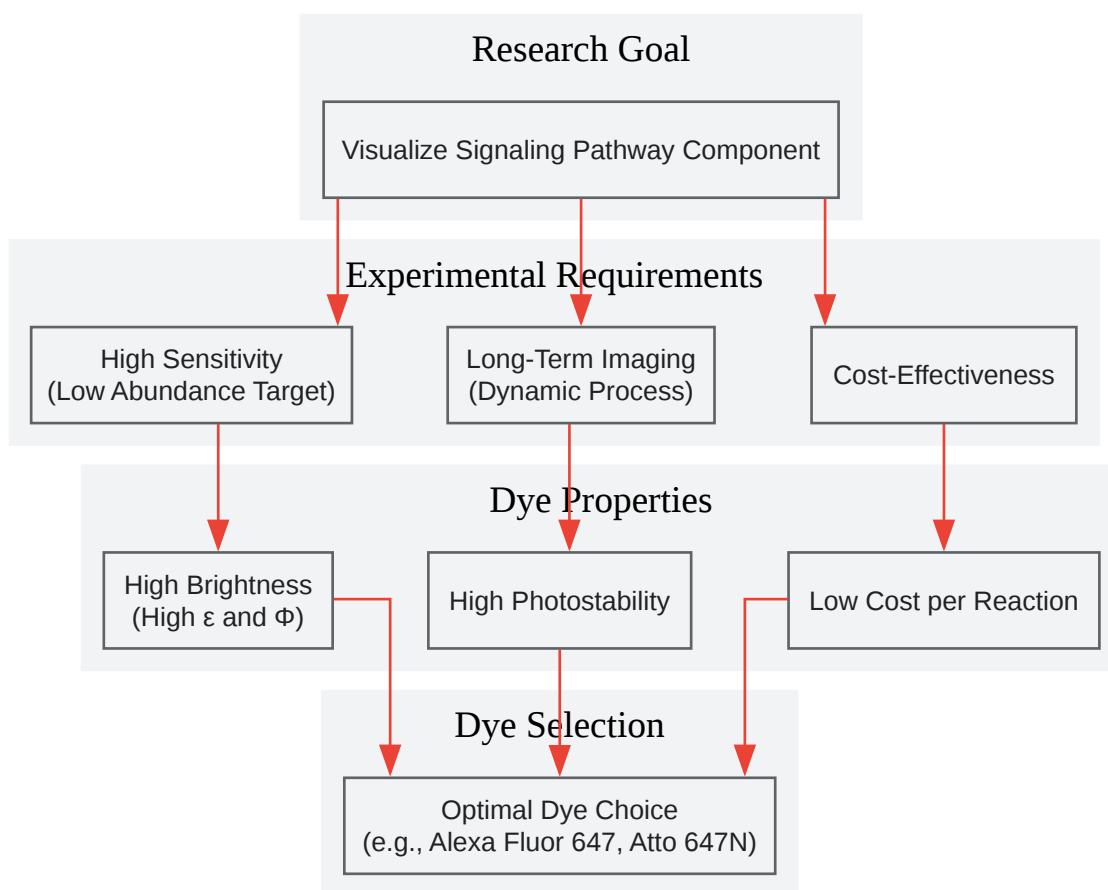 Research Goal
Visualize Signaling Pathway Component
Experimental Requirements
High Sensitivity
(Low Abundance Target)
Long-Term Imaging
(Dynamic Process)
Cost-Effectiveness
Dye Properties
High Brightness
(High ε and Φ)
High Photostability
Low Cost per Reaction
Dye Selection
Optimal Dye Choice
(e.g., Alexa Fluor 647, Atto 647N)